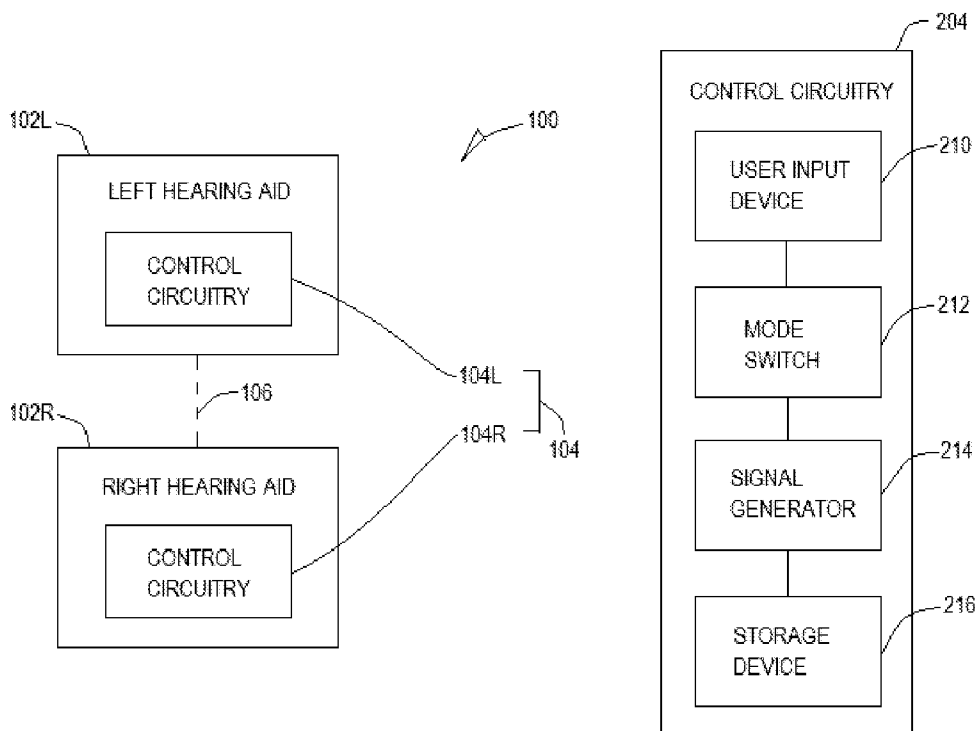 100
102L
LEFT HEARING AID
CONTROL
CIRCUITRY
106
102R
RIGHT HEARING AID
CONTROL
CIRCUITRY
104L
104R
104
204
CONTROL CIRCUITRY
USER INPUT
DEVICE
210
MODE
SWITCH
212
SIGNAL
GENERATOR
214
STORAGE
DEVICE
216